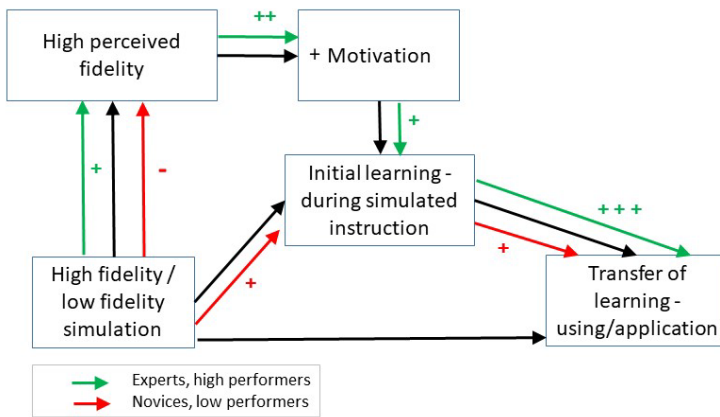 High perceived
fidelity
++
+ Motivation
+
-
+
Initial learning -
during simulated
instruction
+ + +
+
+
High fidelity /
low fidelity
simulation
Transfer of
learning -
using/application
Experts, high performers
Novices, low performers